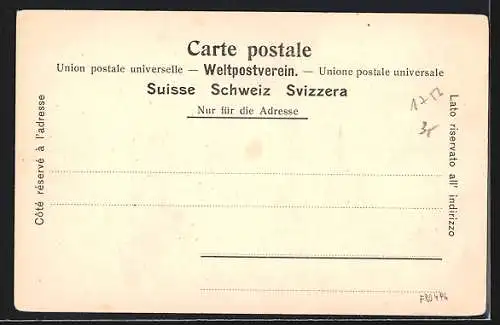 Carte postale
Union postale universelle — Weltpostverein. — Unione postale universale
Suisse Schweiz Svizzera
Nur für die Adresse
Côté réservé à l'adresse
Lato riservato all' indirizzo